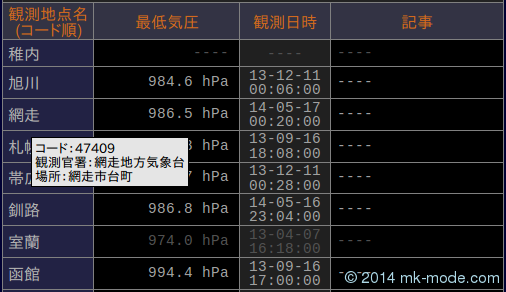 観測地点名
(コード順)
最低気圧
観測日時
記事
稚内
----
----
----
旭川
984.6 hPa
13-12-11
00:06:00
----
網走
986.5 hPa
14-05-17
00:20:00
----
札
hPa
13-09-16
18:08:00
----
コード:47409
観測官署:網走地方気象台
場所:網走市台町
帯
hPa
13-12-11
00:28:00
----
釧路
986.8 hPa
14-05-16
23:04:00
----
室蘭
974.0 hPa
13-04-07
16:18:00
----
函館
994.4 hPa
13-09-16
17:00:00
----
© 2014 mk-mode.com